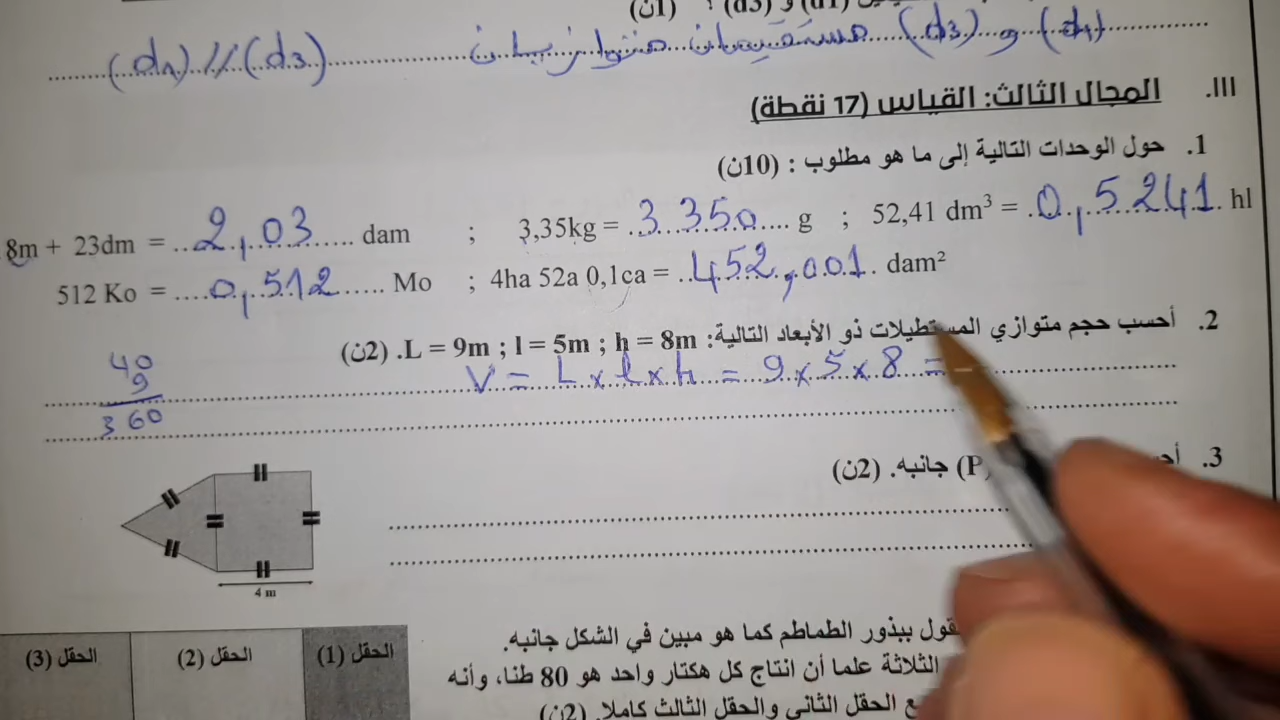 (d1) و (d3) ؟ (1ن)
(d1) و (d3) مستقيمان متوازيان (d1) // (d3)
III. المجال الثالث: القياس (17 نقطة)
1. حول الوحدات التالية إلى ما هو مطلوب : (10ن)
8m + 23dm = 2,03 dam ; 3,35kg = 3350 g ; 52,41 dm³ = 0,5241 hl
512 Ko = 0,512 Mo ; 4ha 52a 0,1ca = 452,001 dam²
2. أحسب حجم متوازي المستطيلات ذو الأبعاد التالية: L = 9m ; l = 5m ; h = 8m. (2ن)
V = L x l x h = 9 x 5 x 8 =
40
9
360
3. (P) جانبه. (2ن)
4 m
بذور الطماطم كما هو مبين في الشكل جانبه.
الثلاثة علما أن انتاج كل هكتار واحد هو 80 طنا، وأنه
الحقل الثاني والحقل الثالث كاملا. (2ن)
الحقل (1) الحقل (2) الحقل (3)